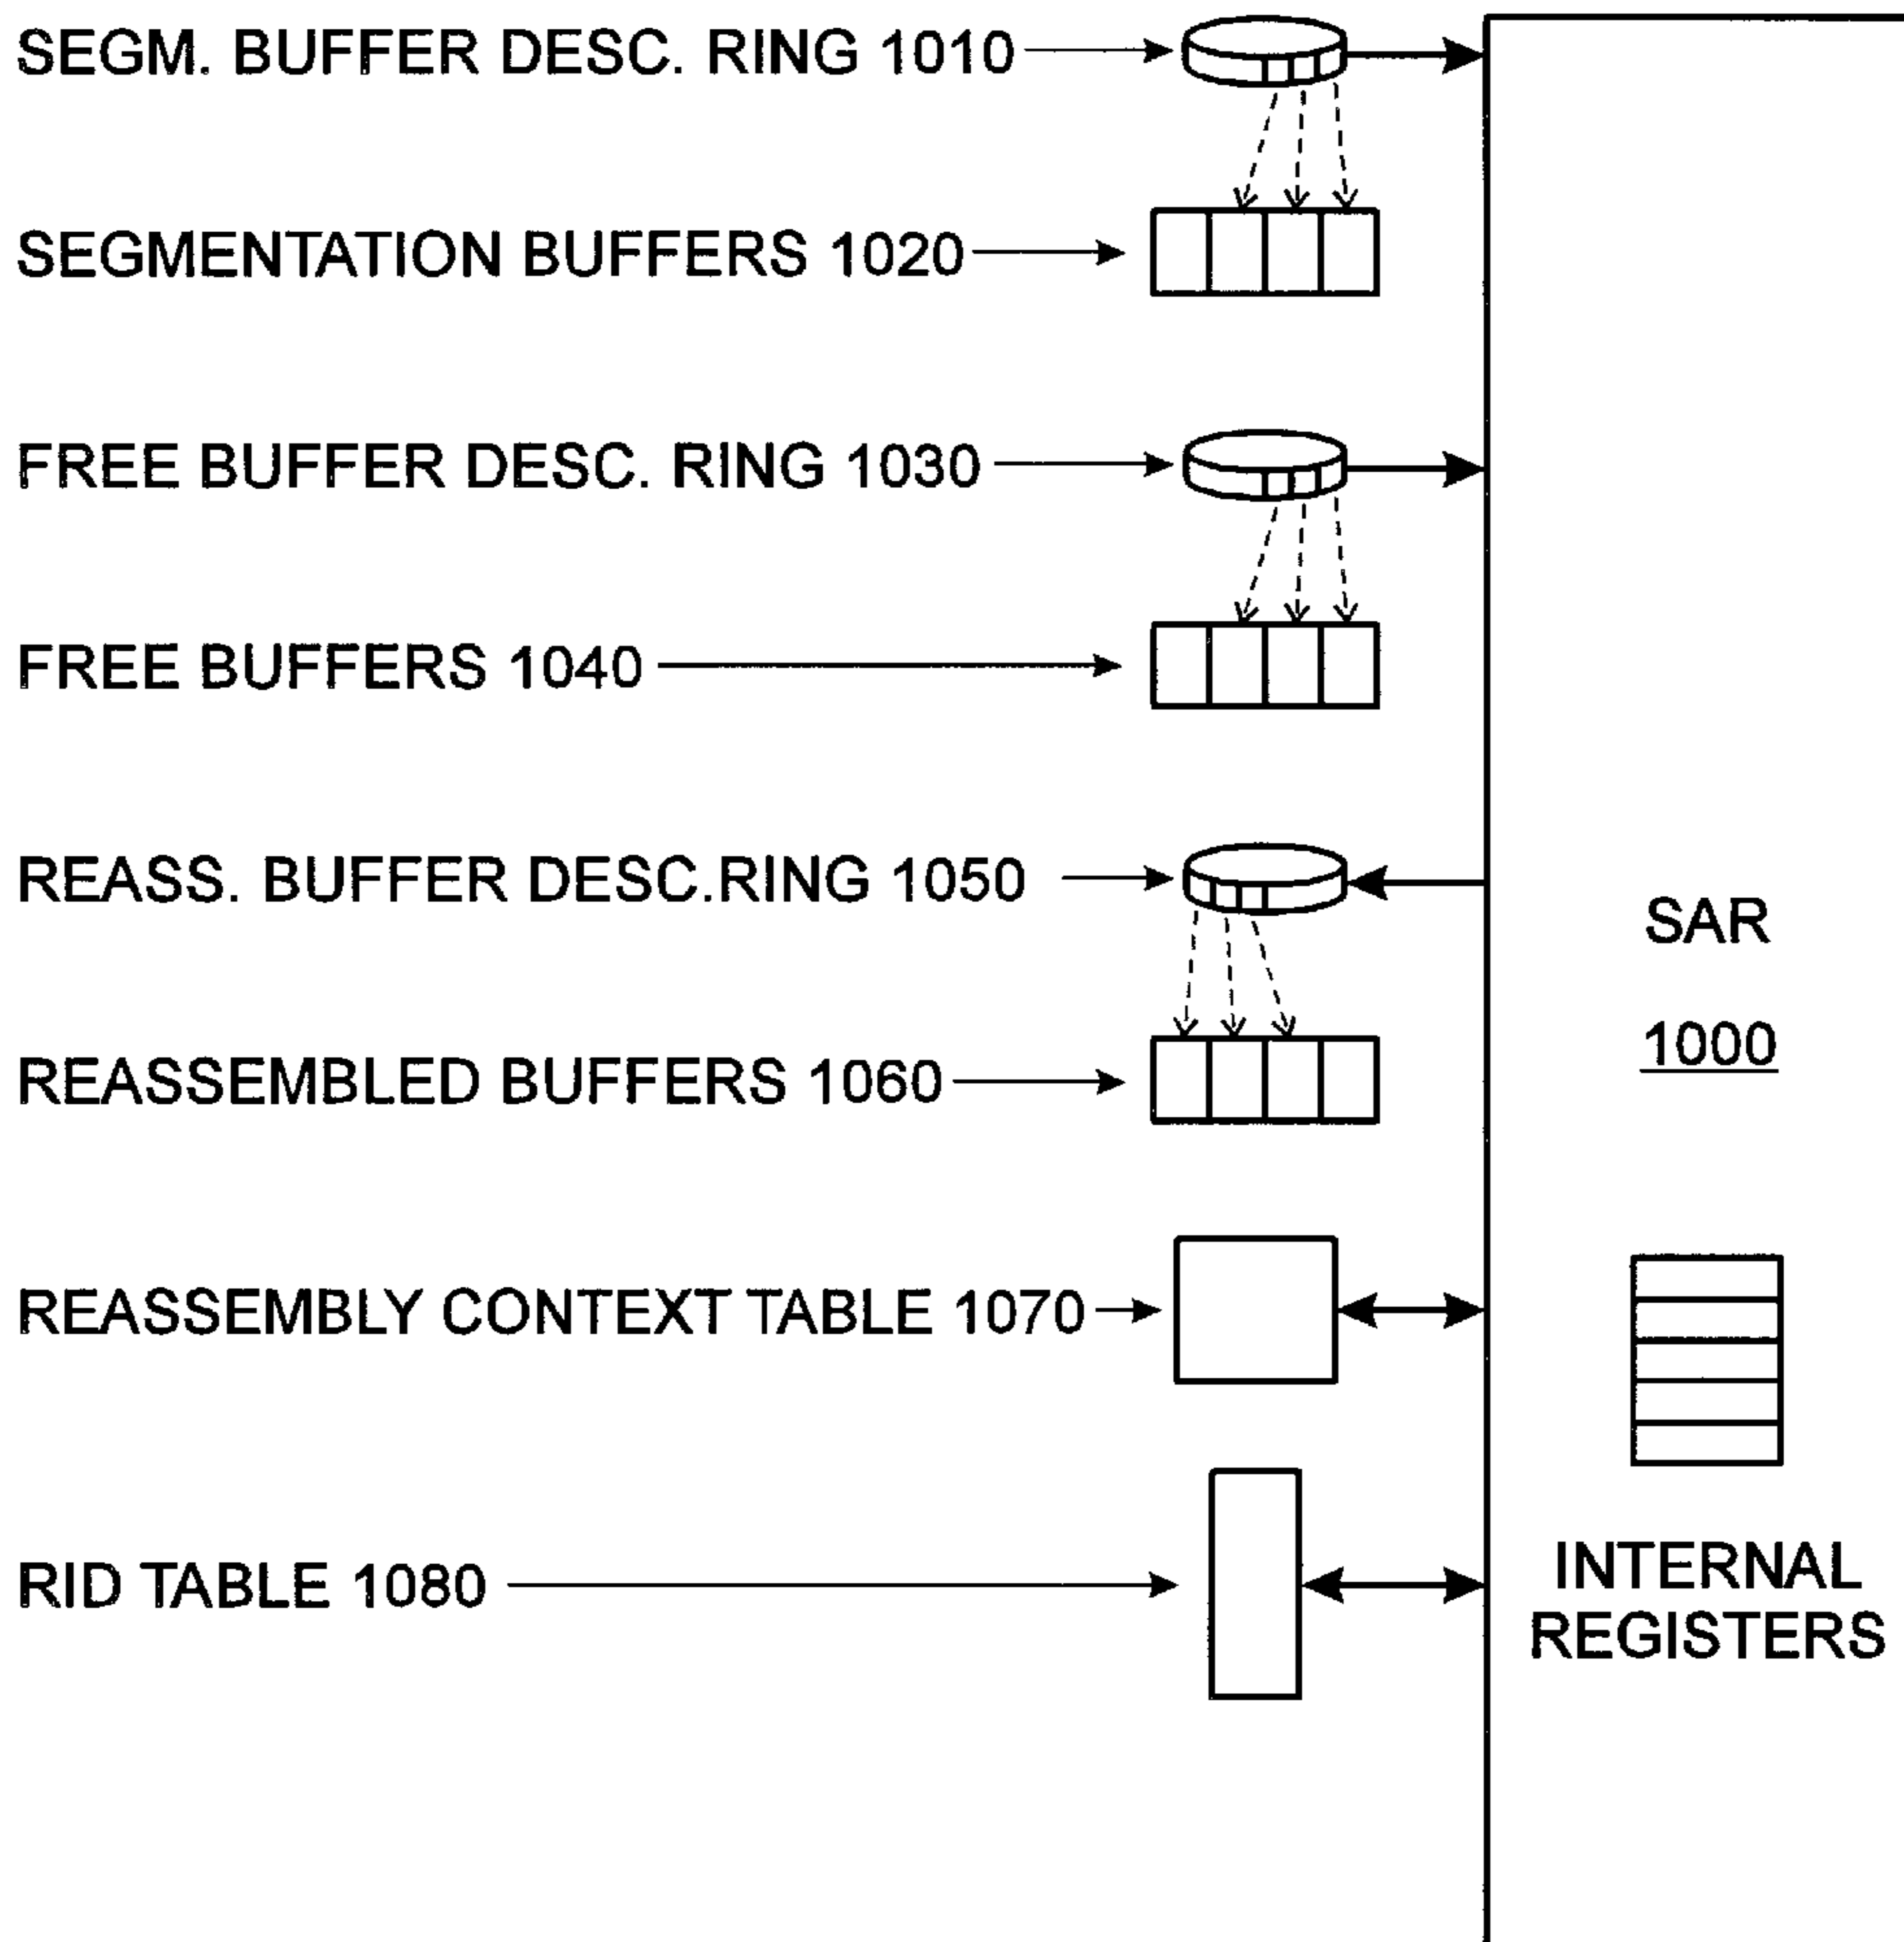 SEGM. BUFFER DESC. RING 1010
SEGMENTATION BUFFERS 1020
FREE BUFFER DESC. RING 1030
FREE BUFFERS 1040
REASS. BUFFER DESC.RING 1050
SAR
1000
REASSEMBLED BUFFERS 1060
REASSEMBLY CONTEXT TABLE 1070
RID TABLE 1080
INTERNAL
REGISTERS